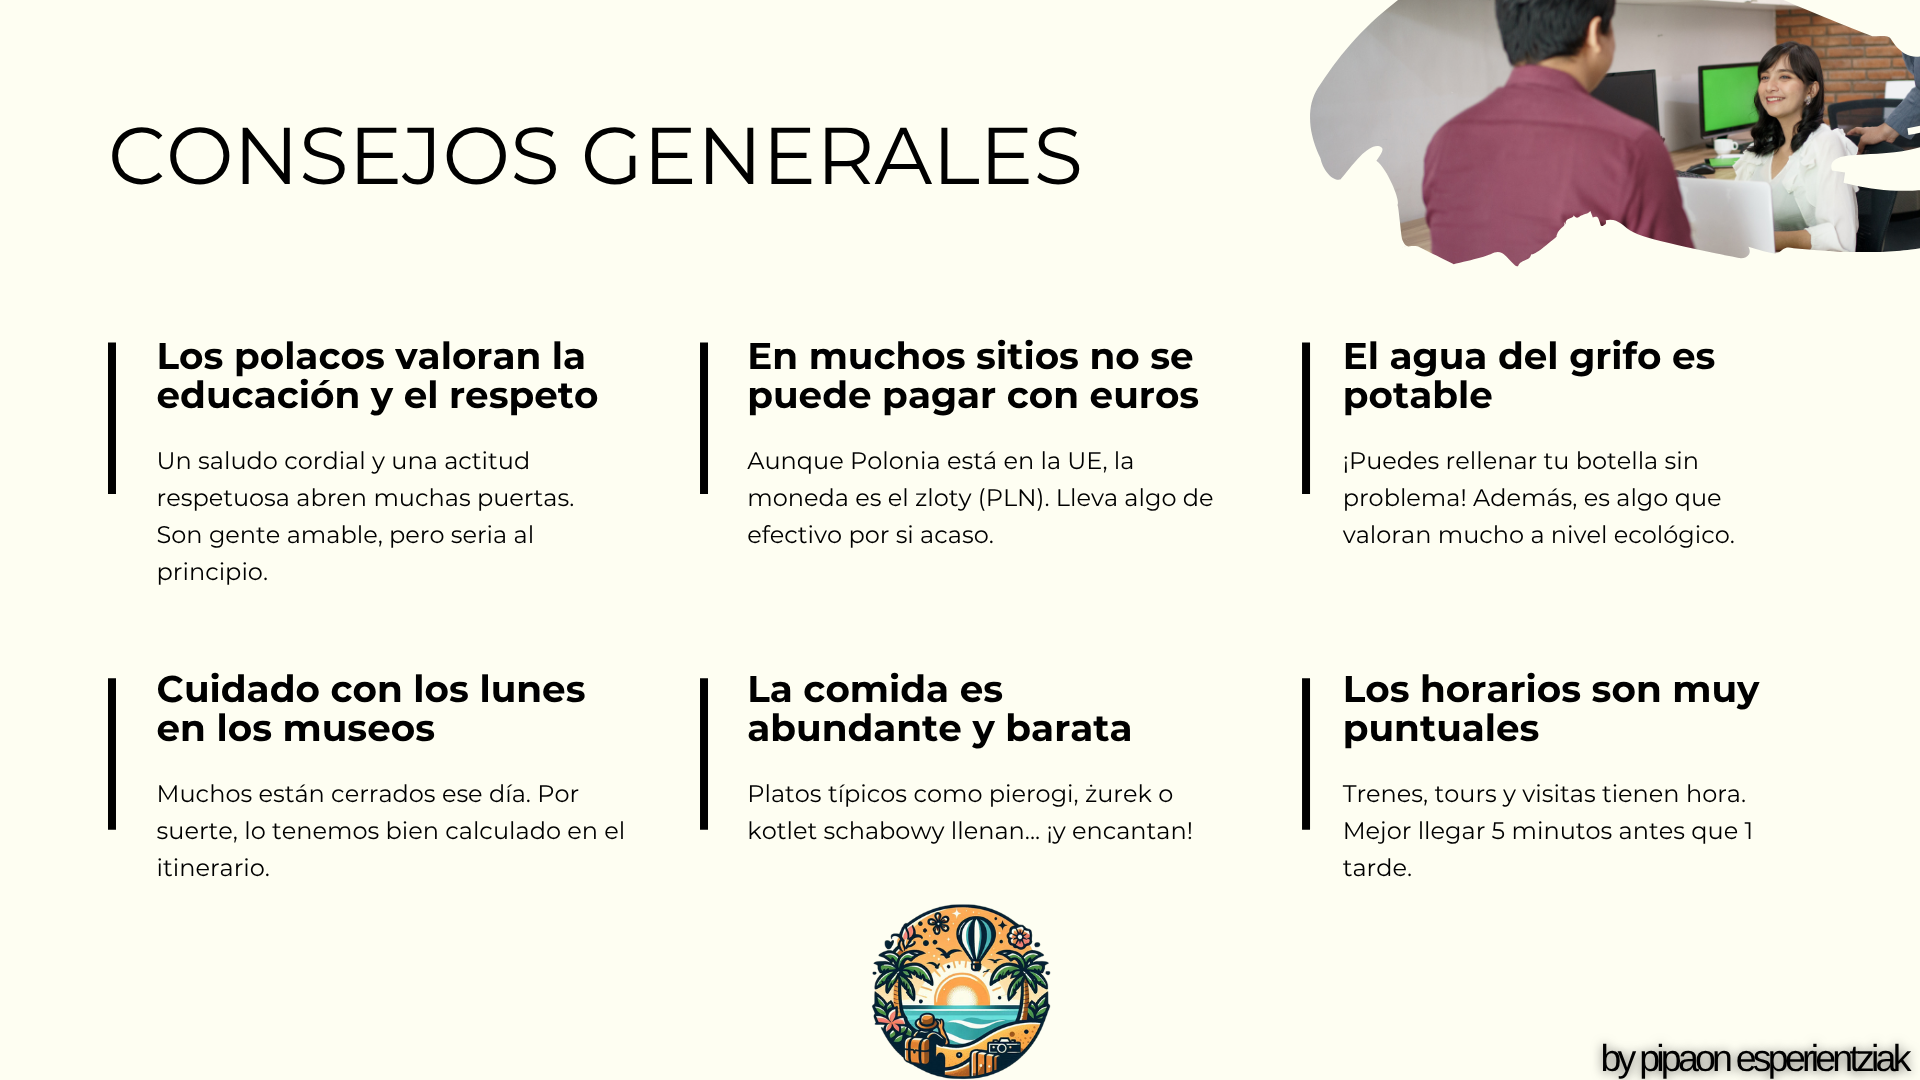 CONSEJOS GENERALES
Los polacos valoran la
educación y el respeto
Un saludo cordial y una actitud
respetuosa abren muchas puertas.
Son gente amable, pero seria al
principio.
En muchos sitios no se
puede pagar con euros
Aunque Polonia está en la UE, la
moneda es el zloty (PLN). Lleva algo de
efectivo por si acaso.
El agua del grifo es
potable
¡Puedes rellenar tu botella sin
problema! Además, es algo que
valoran mucho a nivel ecológico.
Cuidado con los lunes
en los museos
Muchos están cerrados ese día. Por
suerte, lo tenemos bien calculado en el
itinerario.
La comida es
abundante y barata
Platos típicos como pierogi, żurek o
kotlet schabowy llenan... ¡y encantan!
Los horarios son muy
puntuales
Trenes, tours y visitas tienen hora.
Mejor llegar 5 minutos antes que 1
tarde.
by pipaon esperientziak